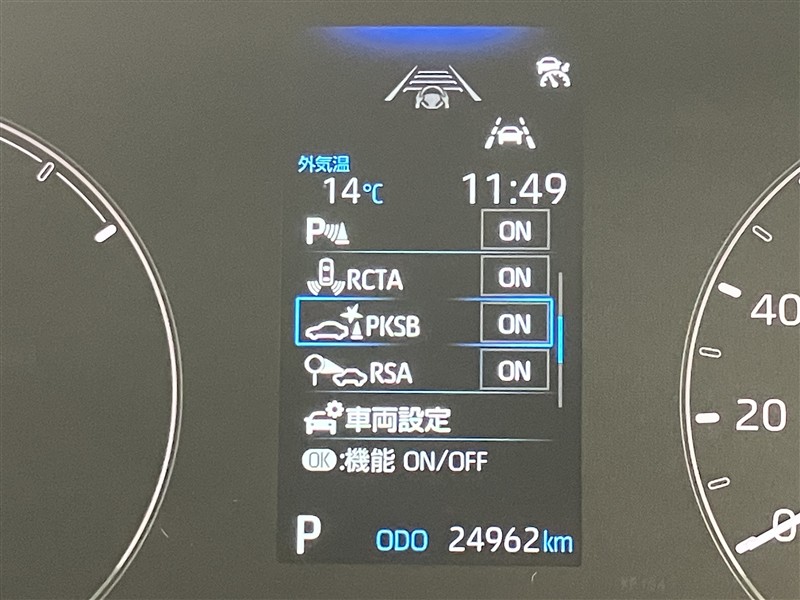 外気温
14℃ 11:49
P ON
RCTA ON
PKSB ON
RSA ON
車両設定
OK:機能 ON/OFF
P ODO 24962km
40
20
0